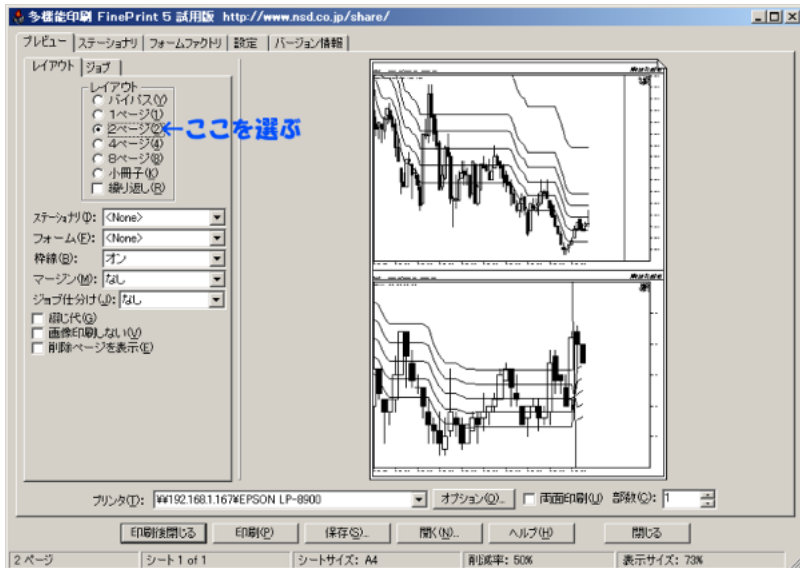 多機能印刷 FinePrint 5 試用版 http://www.nsd.co.jp/share/
プレビュー ステーショナリ フォームファクトリ 設定 バージョン情報
レイアウト ジョブ
レイアウト
バイパス(Y)
1ページ(1)
2ページ(2) ←ここを選ぶ
4ページ(4)
8ページ(8)
小冊子(K)
繰り返し(R)
ステーショナリ(I): <None>
フォーム(F): <None>
枠線(B): オン
マージン(M): なし
ジョブ仕分け(J): なし
綴じ代(G)
画像印刷しない(V)
削除ページを表示(E)
プリンタ(T): ¥¥192.168.1.167¥EPSON LP-8900 オプション(O)... 両面印刷(U) 部数(C): 1
印刷後閉じる 印刷(P) 保存(S)... 開く(N)... ヘルプ(H) 閉じる
2 ページ シート 1 of 1 シートサイズ: A4 削減率: 50% 表示サイズ: 73%